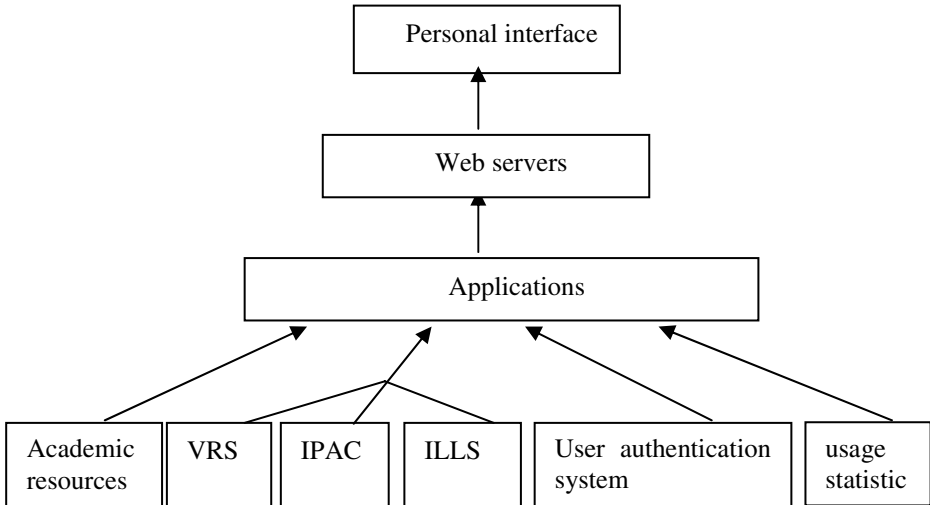 Personal interface
Web servers
Applications
Academic
resources
VRS
IPAC
ILLS
User authentication
system
usage
statistic